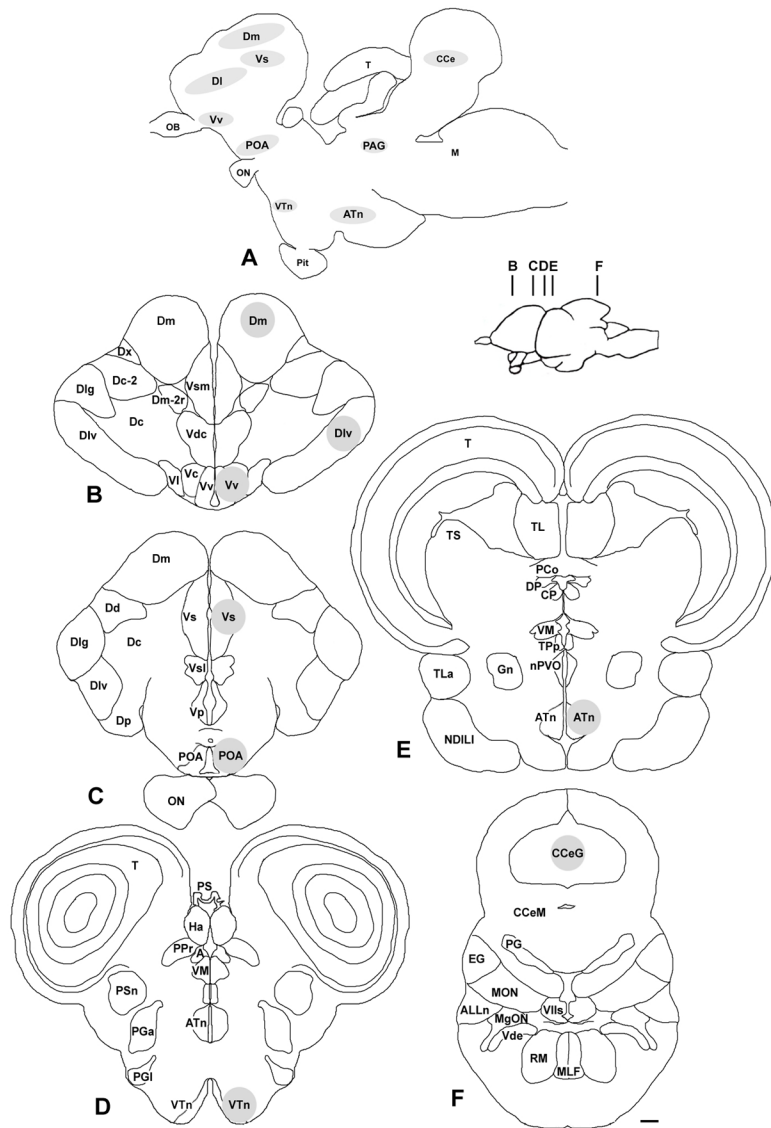 Dm
Vs
T
CCe
Dl
Vv
OB
POA
PAG
M
ON
VTn
ATn
A
Pit
B C D E F
Dm
Dm
Dx
Dc-2
Vsm
Dlg
Dm-2r
Dc
Dlv
Vdc
Dlv
Vl
Vc
Vv
Vv
B
Dm
Dd
Vs
Vs
Dlg
Dc
Vsl
Dlv
Vp
Dp
POA
POA
C
ON
T
PS
Ha
PPr
A
VM
PSn
ATn
PGa
PGl
VTn
VTn
D
T
TL
TS
PCo
DP
CP
VM
TPp
nPVO
TLa
Gn
ATn
ATn
NDILl
E
CCeG
CCeM
PG
EG
MON
ALLn
VIIs
MgON
Vde
RM
MLF
F